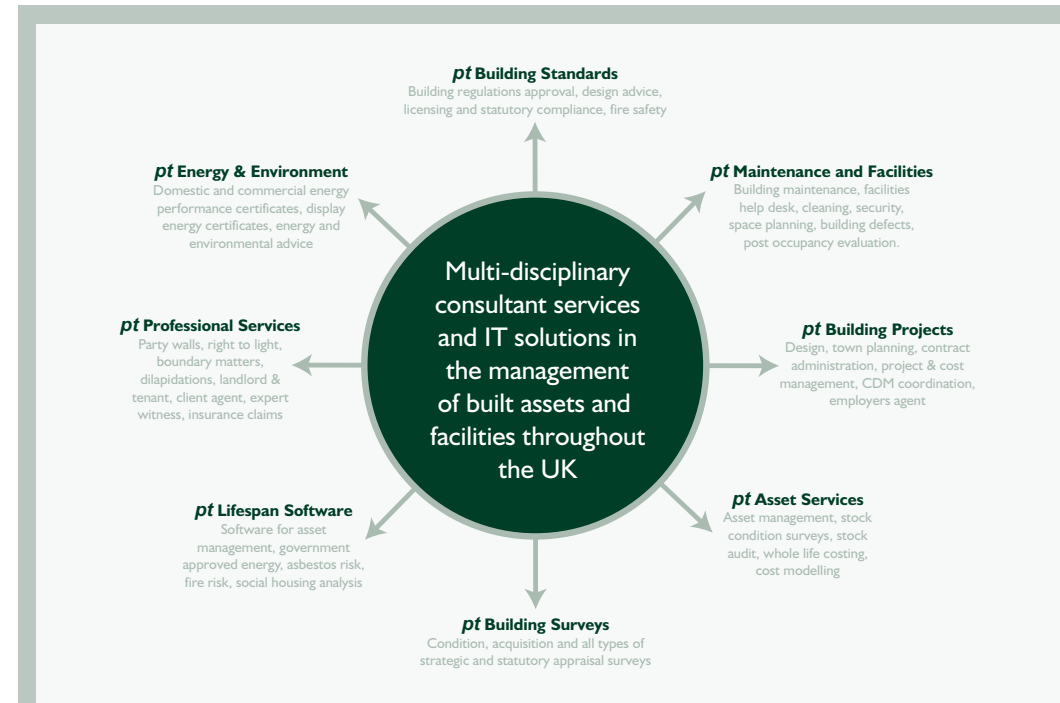 pt Building Standards
Building regulations approval, design advice,
licensing and statutory compliance, fire safety
pt Energy & Environment
Domestic and commercial energy
performance certificates, display
energy certificates, energy and
environmental advice
pt Maintenance and Facilities
Building maintenance, facilities
help desk, cleaning, security,
space planning, building defects,
post occupancy evaluation.
Multi-disciplinary
consultant services
and IT solutions in
the management
of built assets and
facilities throughout
the UK
pt Professional Services
Party walls, right to light,
boundary matters,
dilapidations, landlord &
tenant, client agent, expert
witness, insurance claims
pt Building Projects
Design, town planning, contract
administration, project & cost
management, CDM coordination,
employers agent
pt Lifespan Software
Software for asset
management, government
approved energy, asbestos risk,
fire risk, social housing analysis
pt Asset Services
Asset management, stock
condition surveys, stock
audit, whole life costing,
cost modelling
pt Building Surveys
Condition, acquisition and all types of
strategic and statutory appraisal surveys